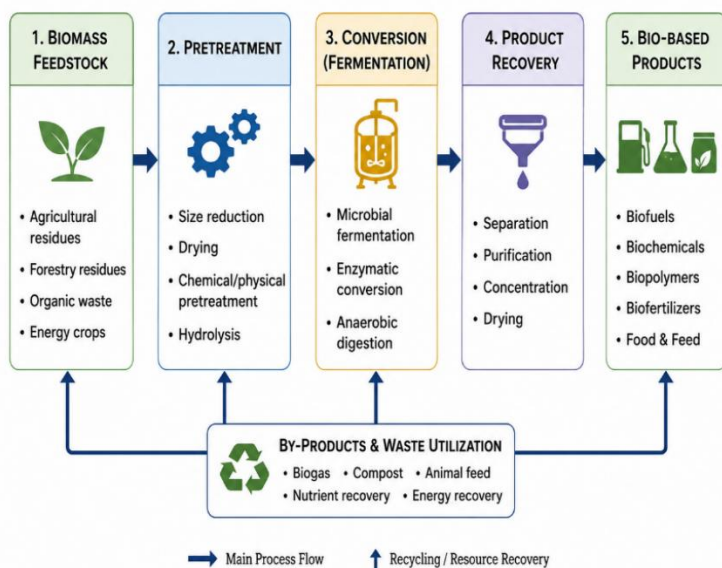 1. BIOMASS
FEEDSTOCK
• Agricultural
residues
• Forestry residues
• Organic waste
• Energy crops
2. PRETREATMENT
• Size reduction
• Drying
• Chemical/physical
pretreatment
• Hydrolysis
3. CONVERSION
(FERMENTATION)
• Microbial
fermentation
• Enzymatic
conversion
• Anaerobic
digestion
4. PRODUCT
RECOVERY
• Separation
• Purification
• Concentration
• Drying
5. BIO-BASED
PRODUCTS
• Biofuels
• Biochemicals
• Biopolymers
• Biofertilizers
• Food & Feed
BY-PRODUCTS & WASTE UTILIZATION
• Biogas • Compost • Animal feed
• Nutrient recovery • Energy recovery
Main Process Flow Recycling / Resource Recovery